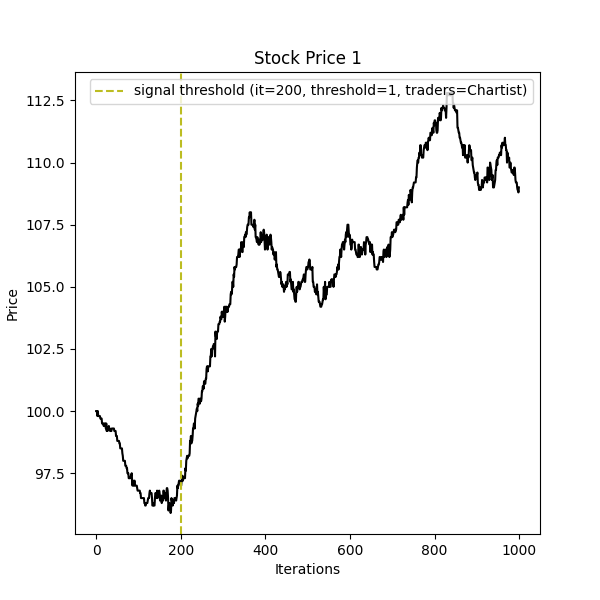 Stock Price 1
signal threshold (it=200, threshold=1, traders=Chartist)
112.5
110.0
107.5
105.0
102.5
100.0
97.5
Price
0 200 400 600 800 1000
Iterations